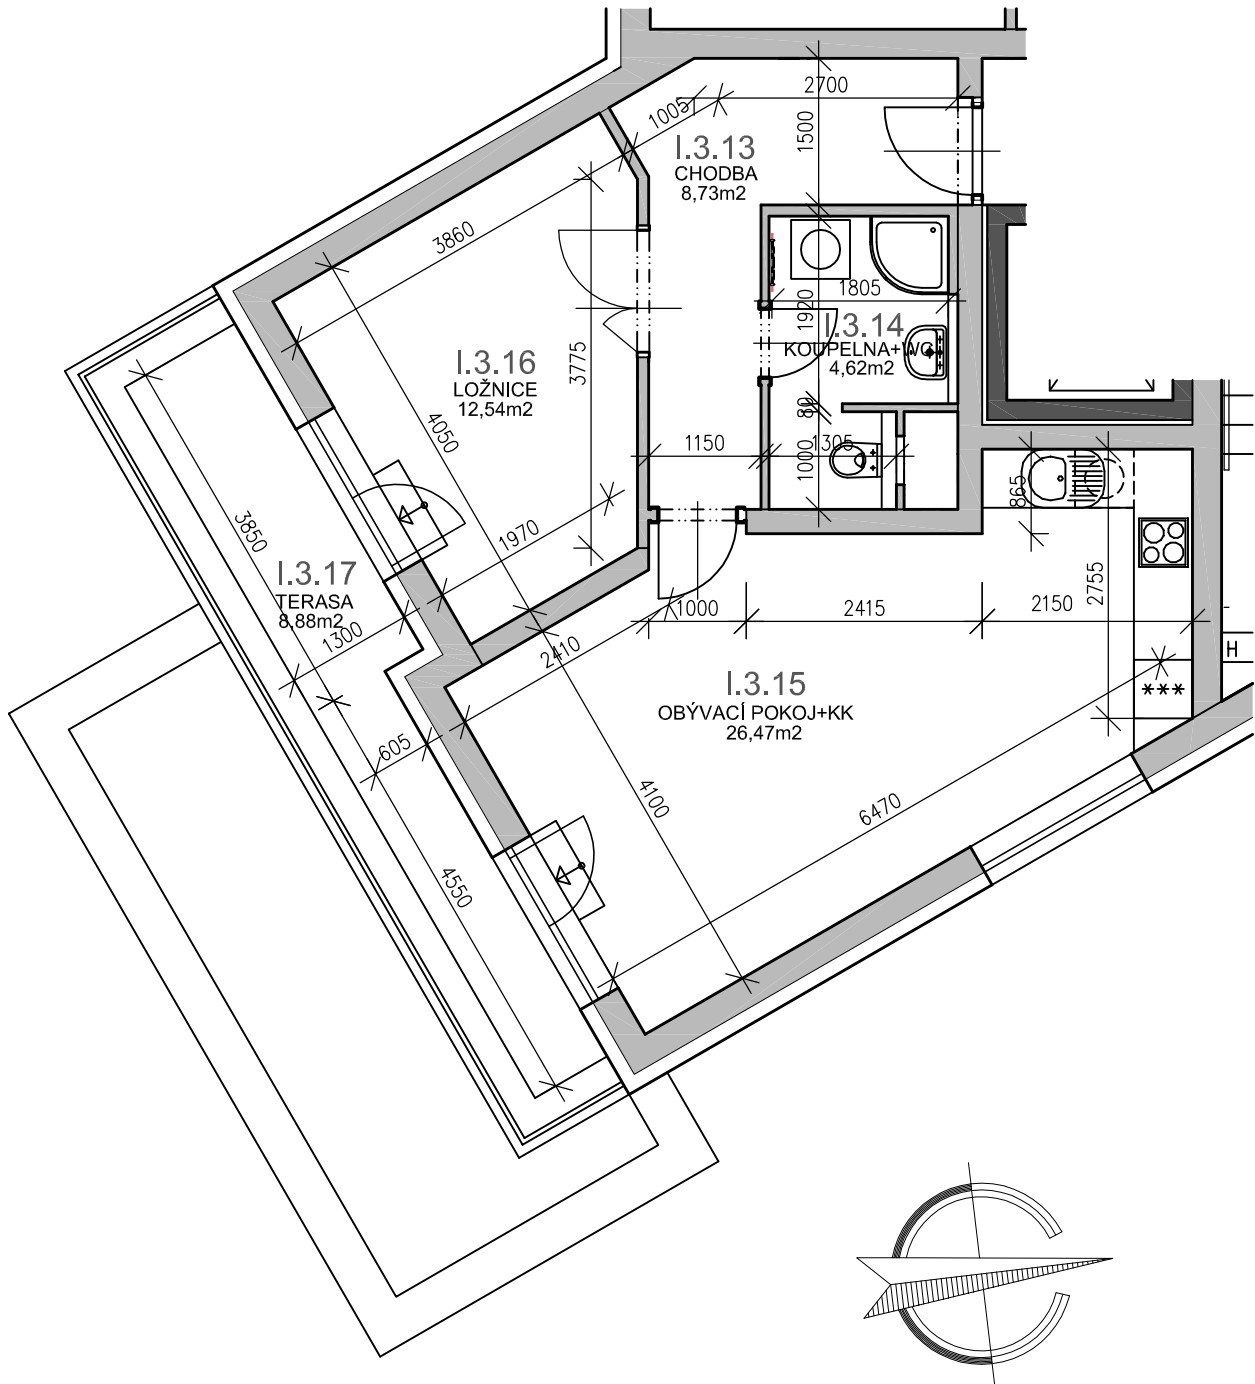 2700
1005
1500
I.3.13
CHODBA
8,73m2
3860
1805
1920
I.3.14
KOUPELNA+WC
4,62m2
3775
I.3.16
LOŽNICE
12,54m2
4050
80
1150
1305
1000
865
3850
1970
2755
I.3.17
TERASA
8,88m2
1300
1000
2415
2150
2410
H
I.3.15
OBÝVACÍ POKOJ+KK
26,47m2
***
605
4100
6470
4550